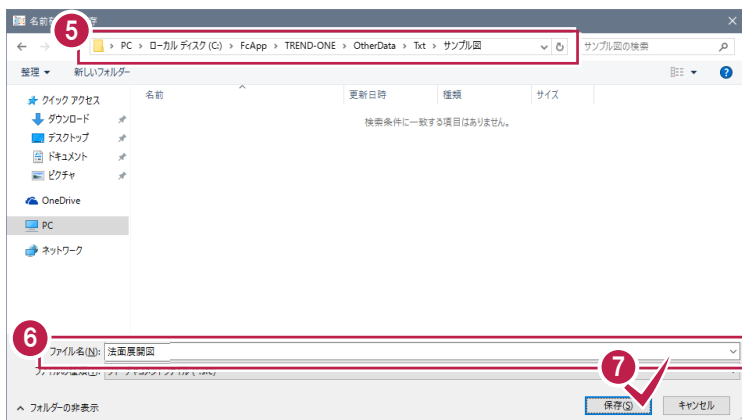 名前
存
5
PC › ローカル ディスク (C:) › FcApp › TREND-ONE › OtherData › Txt › サンプル図
サンプル図の検索
整理 新しいフォルダー
名前 更新日時 種類 サイズ
検索条件に一致する項目はありません。
クイック アクセス
ダウンロード
デスクトップ
ドキュメント
ピクチャ
OneDrive
PC
ネットワーク
6
ファイル名(N): 法面展開図
7
フォルダーの非表示
保存(S) キャンセル